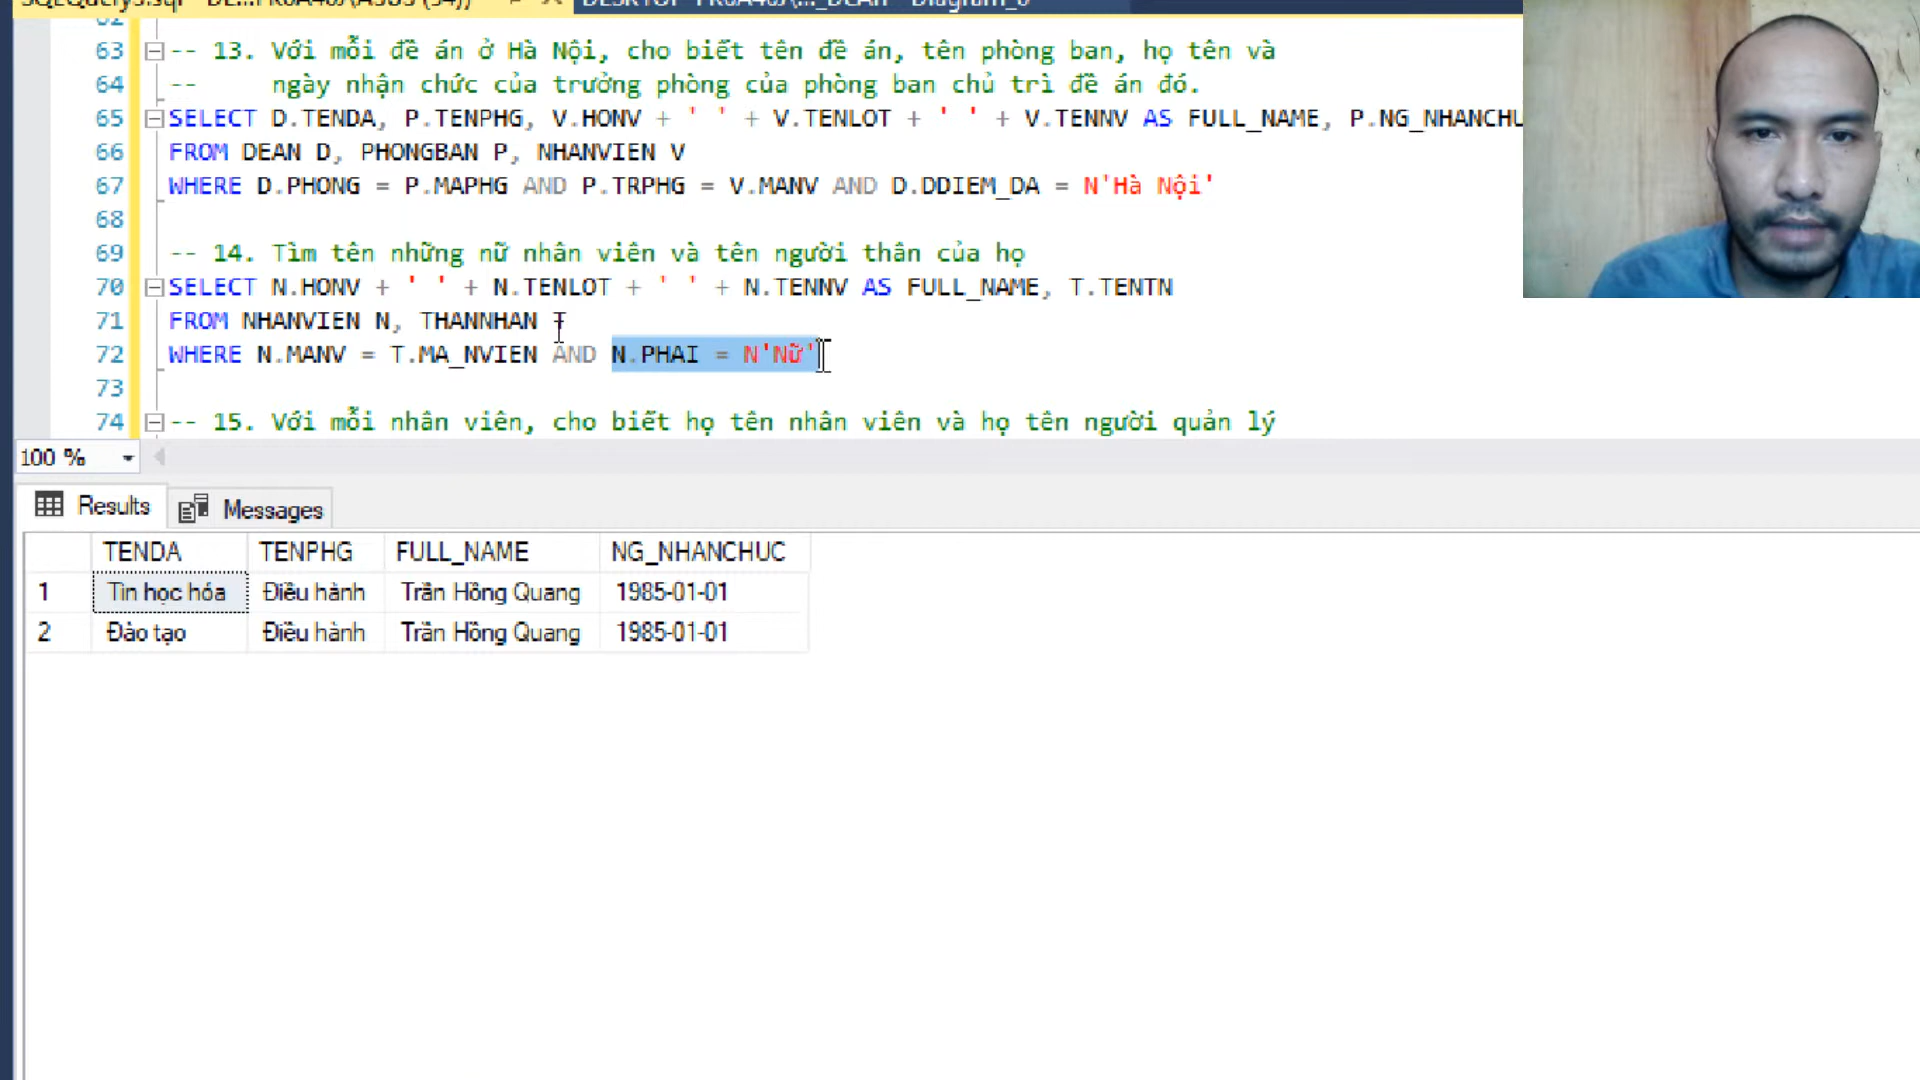 63 -- 13. Với mỗi đề án ở Hà Nội, cho biết tên đề án, tên phòng ban, họ tên và
64 -- ngày nhận chức của trưởng phòng của phòng ban chủ trì đề án đó.
65 SELECT D.TENDA, P.TENPHG, V.HONV + ' ' + V.TENLOT + ' ' + V.TENNV AS FULL_NAME, P.NG_NHANCHU
66 FROM DEAN D, PHONGBAN P, NHANVIEN V
67 WHERE D.PHONG = P.MAPHG AND P.TRPHG = V.MANV AND D.DDIEM_DA = N'Hà Nội'
68
69 -- 14. Tìm tên những nữ nhân viên và tên người thân của họ
70 SELECT N.HONV + ' ' + N.TENLOT + ' ' + N.TENNV AS FULL_NAME, T.TENTN
71 FROM NHANVIEN N, THANNHAN T
72 WHERE N.MANV = T.MA_NVIEN AND N.PHAI = N'Nữ'
73
74 -- 15. Với mỗi nhân viên, cho biết họ tên nhân viên và họ tên người quản lý
100 %
Results Messages
TENDA TENPHG FULL_NAME NG_NHANCHUC
1 Tin học hóa Điều hành Trần Hồng Quang 1985-01-01
2 Đào tạo Điều hành Trần Hồng Quang 1985-01-01